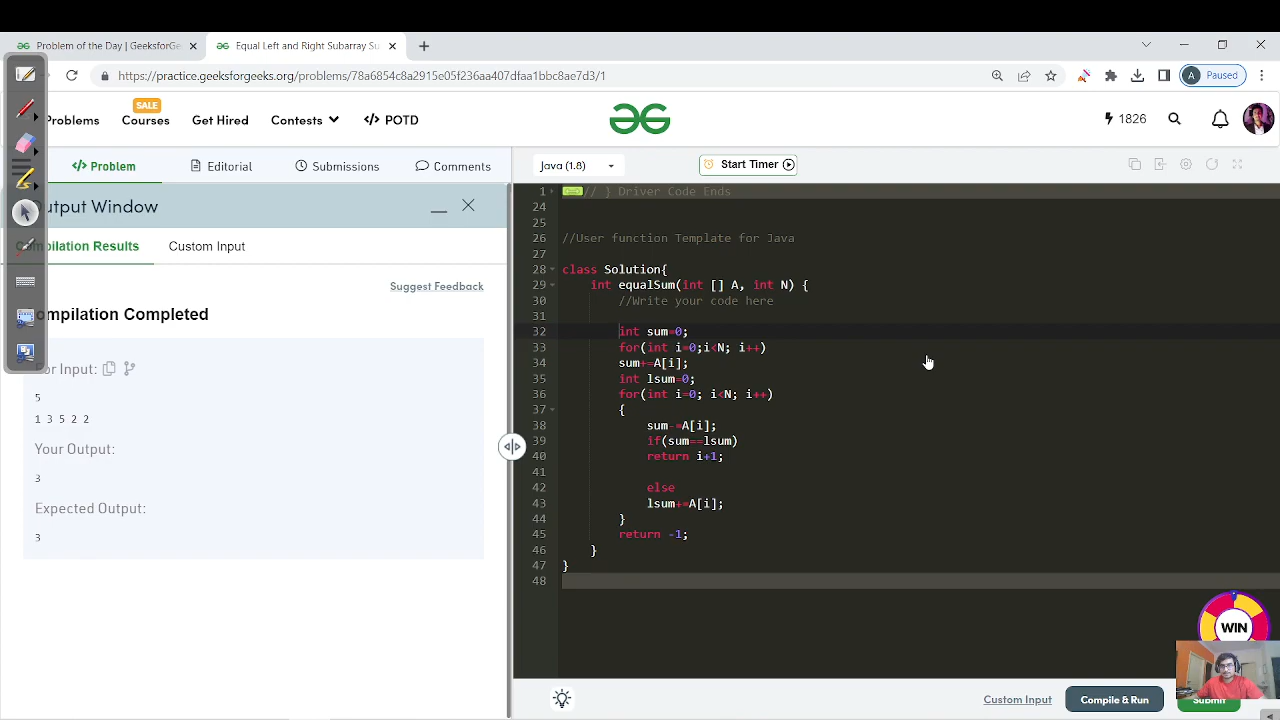 Problem of the Day | GeeksforGe
Equal Left and Right Subarray Su
https://practice.geeksforgeeks.org/problems/78a6854c8a2915e05f236aa407dfaa1bbc8ae7d3/1
A Paused
SALE
Problems Courses Get Hired Contests </> POTD
1826
</> Problem Editorial Submissions Comments
Java (1.8) Start Timer
Output Window
Compilation Results Custom Input
Suggest Feedback
Compilation Completed
For Input:
5
1 3 5 2 2
Your Output:
3
Expected Output:
3
1 // } Driver Code Ends
24
25
26 //User function Template for Java
27
28 class Solution{
29 int equalSum(int [] A, int N) {
30 //Write your code here
31
32 int sum=0;
33 for(int i=0;i<N; i++)
34 sum+=A[i];
35 int lsum=0;
36 for(int i=0; i<N; i++)
37 {
38 sum-=A[i];
39 if(sum==lsum)
40 return i+1;
41
42 else
43 lsum+=A[i];
44 }
45 return -1;
46 }
47 }
48
WIN
Custom Input Compile & Run Submit